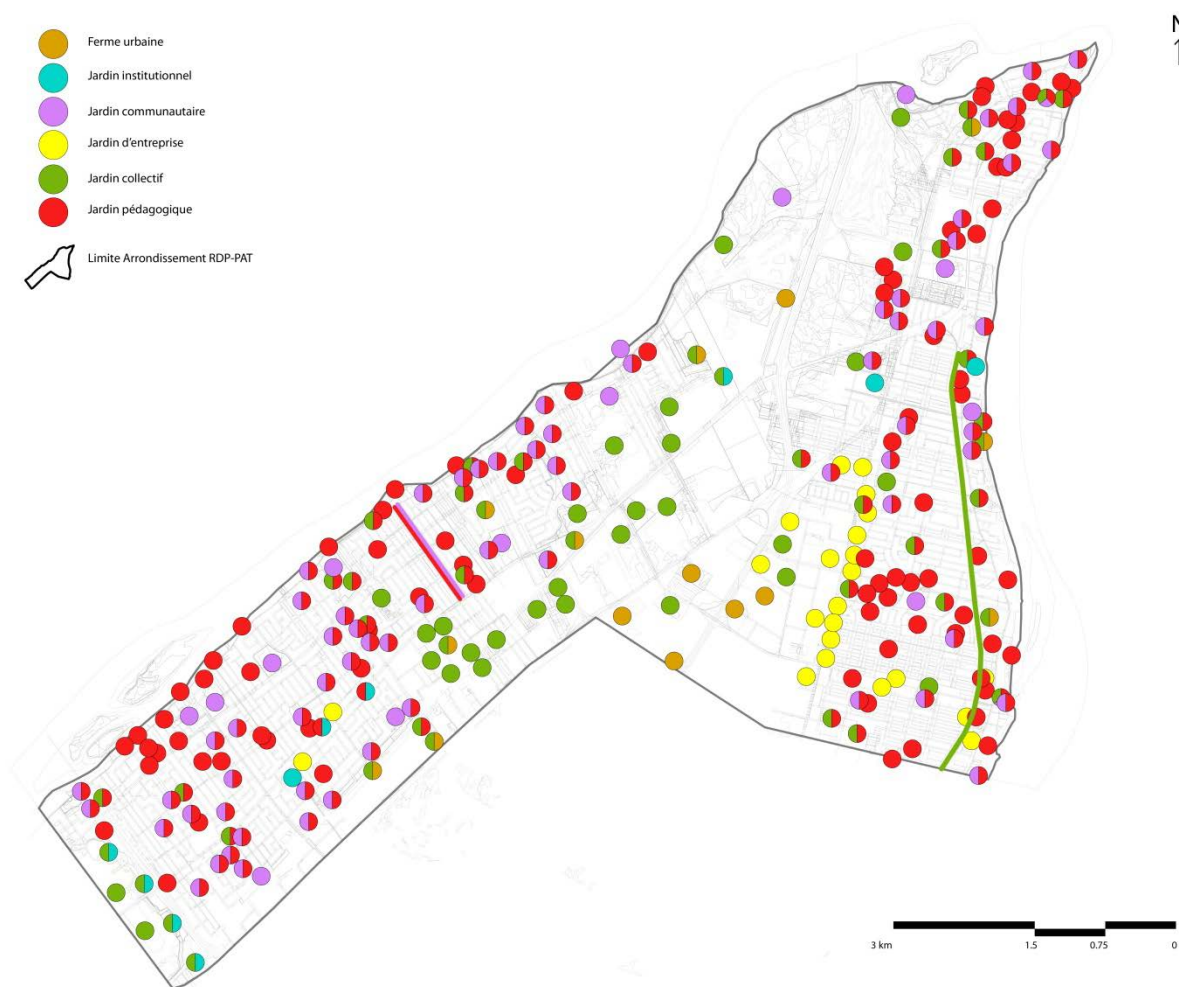 N
Ferme urbaine
Jardin institutionnel
Jardin communautaire
Jardin d'entreprise
Jardin collectif
Jardin pédagogique
Limite Arrondissement RDP-PAT
3 km 1.5 0.75 0